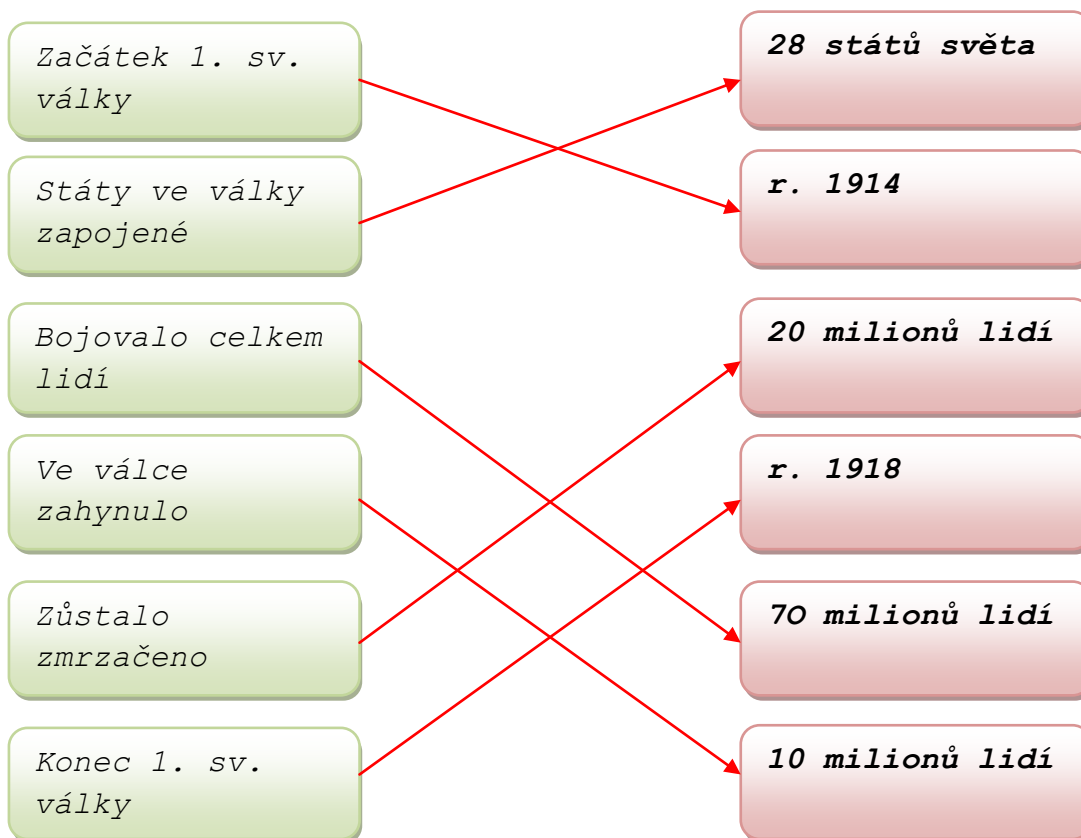 Začátek 1. sv.
války
28 států světa
Státy ve války
zapojené
r. 1914
Bojovalo celkem
lidí
20 milionů lidí
Ve válce
zahynulo
r. 1918
Zůstalo
zmrzačeno
70 milionů lidí
Konec 1. sv.
války
10 milionů lidí